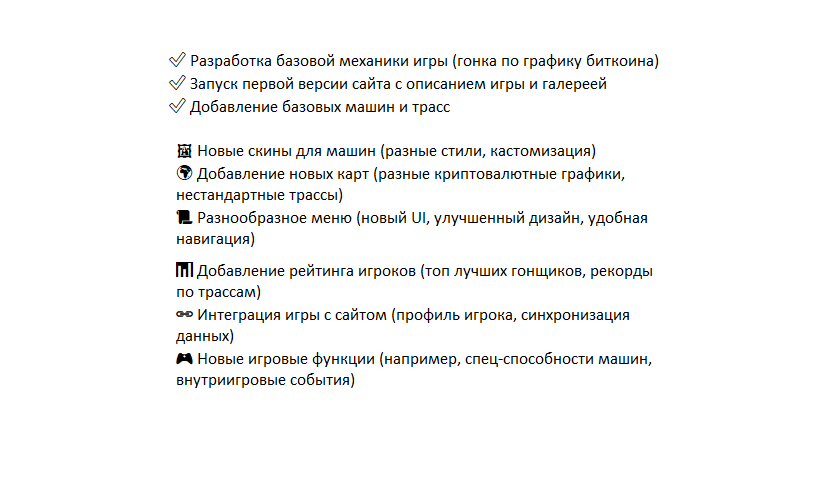 ✓ Разработка базовой механики игры (гонка по графику биткоина)
✓ Запуск первой версии сайта с описанием игры и галереей
✓ Добавление базовых машин и трасс
🖼 Новые скины для машин (разные стили, кастомизация)
🌍 Добавление новых карт (разные криптовалютные графики,
нестандартные трассы)
📜 Разнообразное меню (новый UI, улучшенный дизайн, удобная
навигация)
📊 Добавление рейтинга игроков (топ лучших гонщиков, рекорды
по трассам)
🔗 Интеграция игры с сайтом (профиль игрока, синхронизация
данных)
🎮 Новые игровые функции (например, спец-способности машин,
внутриигровые события)